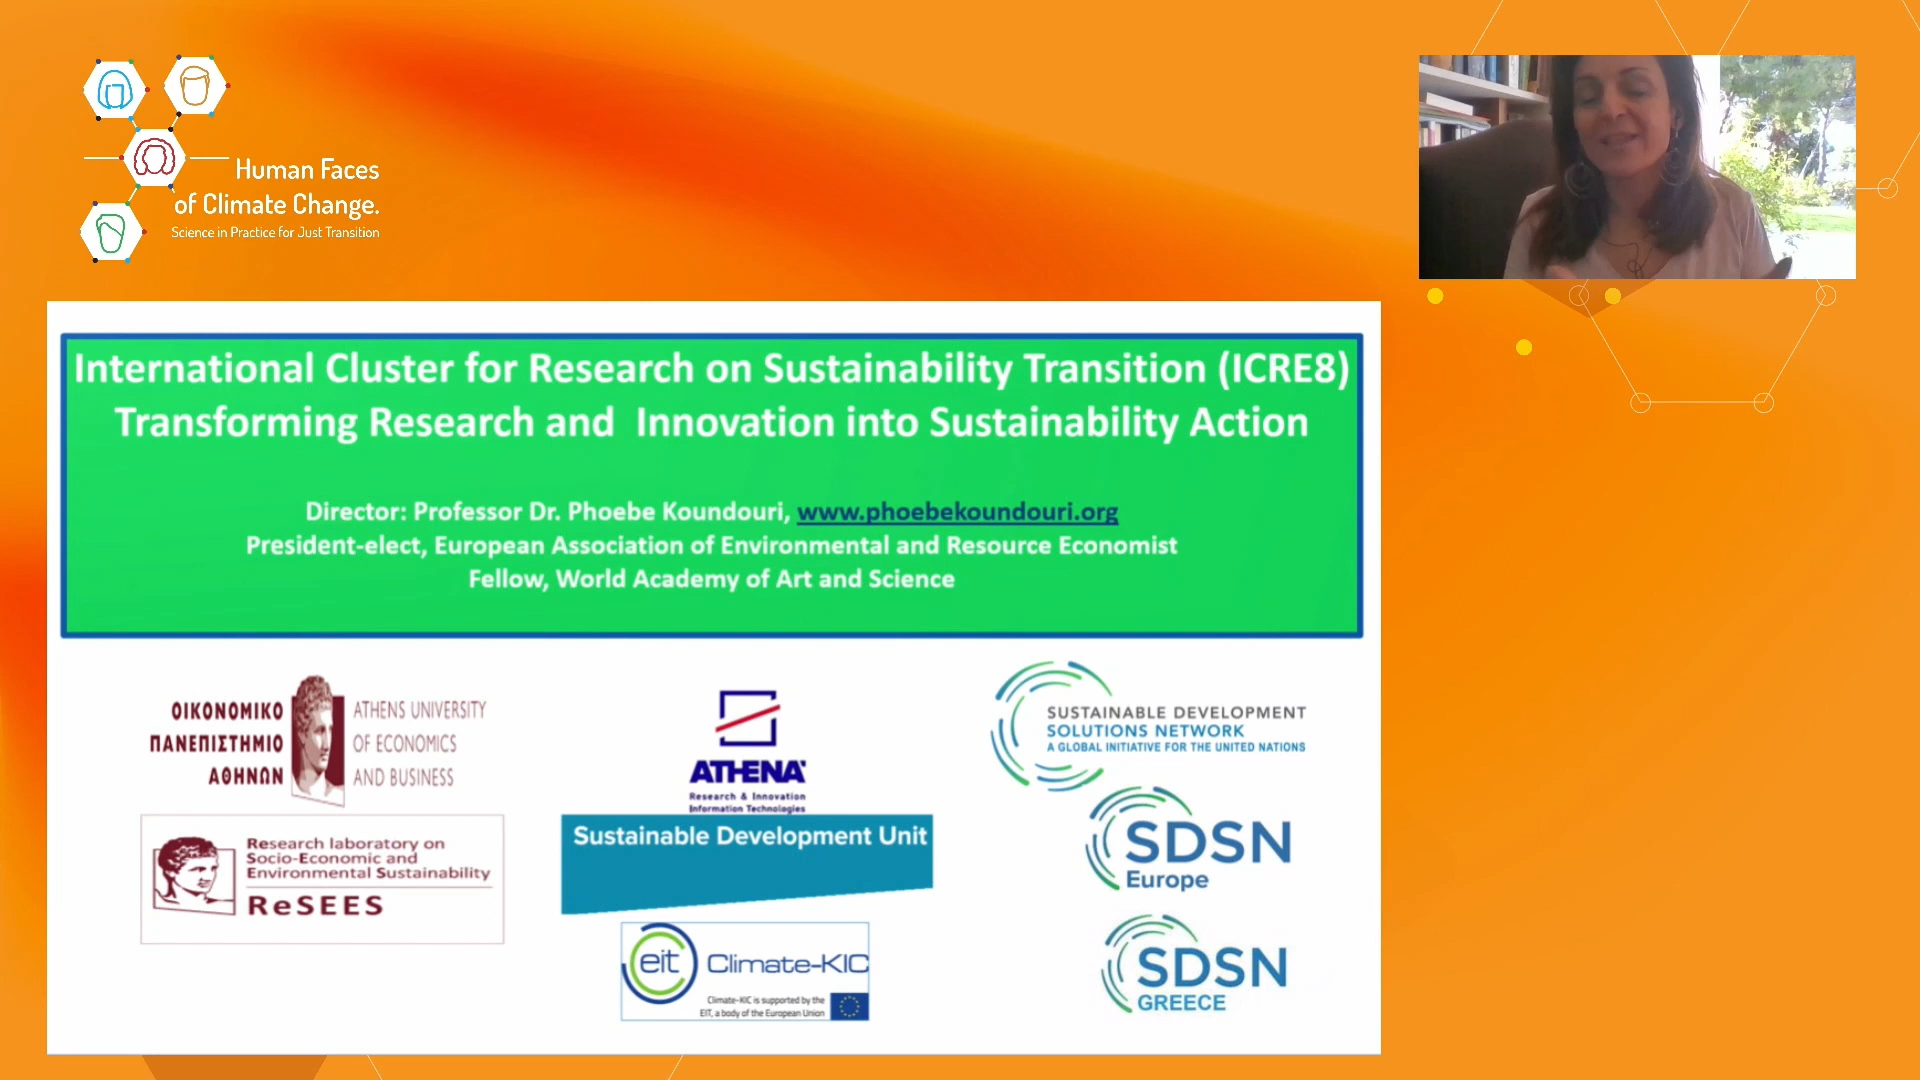 Human Faces
of Climate Change.
Science in Practice for Just Transition
International Cluster for Research on Sustainability Transition (ICRE8)
Transforming Research and Innovation into Sustainability Action
Director: Professor Dr. Phoebe Koundouri, www.phoebekoundouri.org
President-elect, European Association of Environmental and Resource Economist
Fellow, World Academy of Art and Science
ΟΙΚΟΝΟΜΙΚΟ
ΠΑΝΕΠΙΣΤΗΜΙΟ
ΑΘΗΝΩΝ
ATHENS UNIVERSITY
OF ECONOMICS
AND BUSINESS
Research laboratory on
Socio-Economic and
Environmental Sustainability
ReSEES
ATHENA
Research & Innovation
Information Technologies
Sustainable Development Unit
eit Climate-KIC
Climate-KIC is supported by the
EIT, a body of the European Union
SUSTAINABLE DEVELOPMENT
SOLUTIONS NETWORK
A GLOBAL INITIATIVE FOR THE UNITED NATIONS
SDSN
Europe
SDSN
GREECE